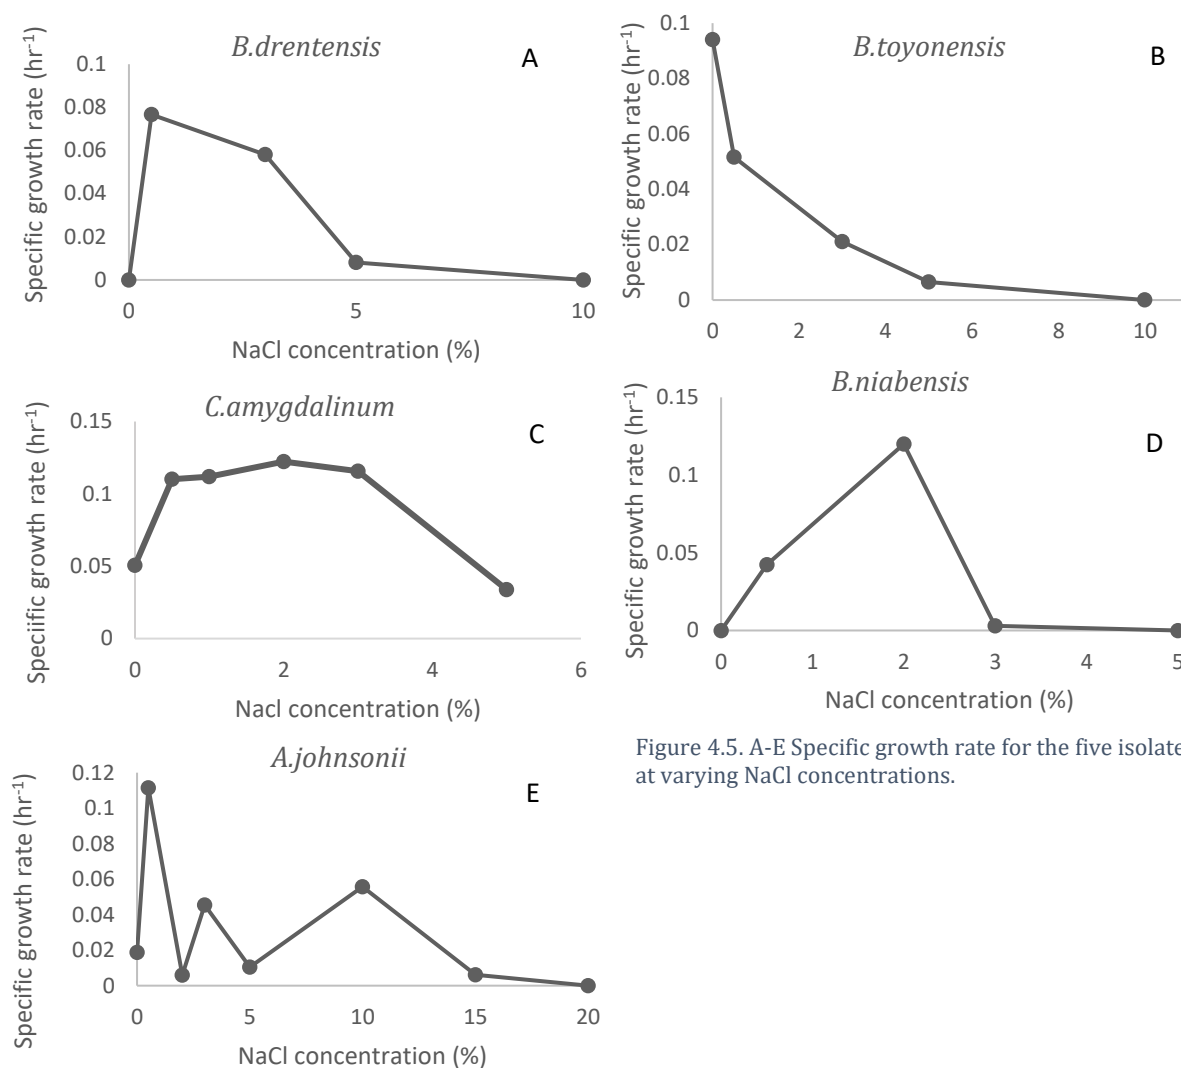 B.drentensis
A
Specific growth rate (hr-1)
0.1
0.08
0.06
0.04
0.02
0
0 5 10
NaCl concentration (%)
B.toyonensis
B
Specific growth rate (hr-1)
0.1
0.08
0.06
0.04
0.02
0
0 2 4 6 8 10
C.amygdalinum
C
Speciific growth rate (hr-1)
0.15
0.1
0.05
0
0 2 4 6
Nacl concentration (%)
B.niabensis
D
Specific growth rate (hr-1)
0.15
0.1
0.05
0
0 1 2 3 4 5
NaCl concentration (%)
A.johnsonii
E
Specific growth rate (hr-1)
0.12
0.1
0.08
0.06
0.04
0.02
0
0 5 10 15 20
NaCl concentration (%)
Figure 4.5. A-E Specific growth rate for the five isolate
at varying NaCl concentrations.